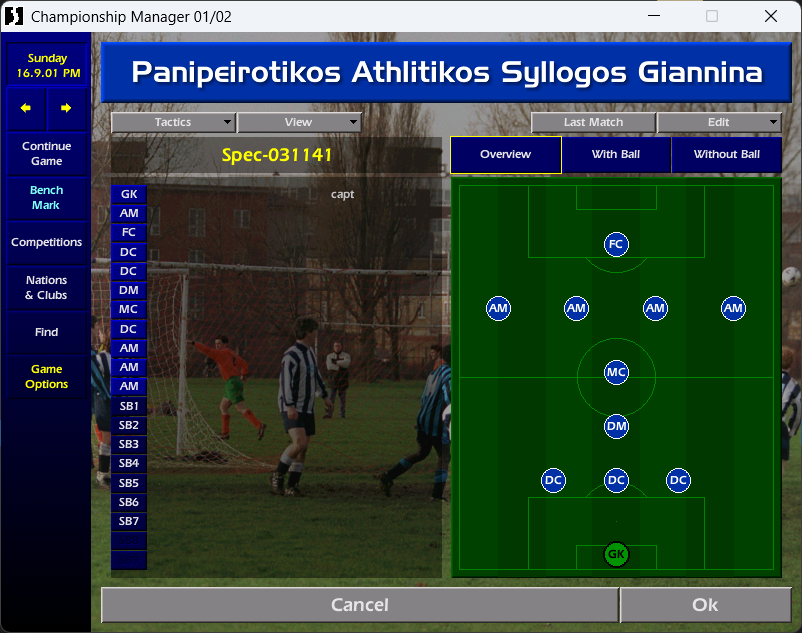 Championship Manager 01/02
Sunday
16.9.01 PM
Continue
Game
Bench
Mark
Competitions
Nations
& Clubs
Find
Game
Options
Panipeirotikos Athlitikos Syllogos Giannina
Tactics
View
Last Match
Edit
Spec-031141
Overview
With Ball
Without Ball
GK capt
AM
FC
DC
DC
DM
MC
DC
AM
AM
AM
SB1
SB2
SB3
SB4
SB5
SB6
SB7
FC
AM AM AM AM
MC
DM
DC DC DC
GK
Cancel
Ok